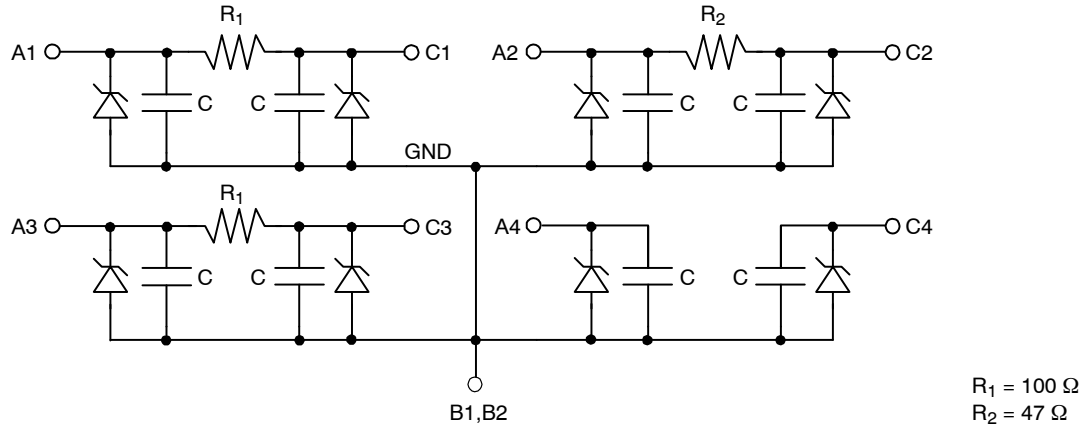 R1
A1
C1
C
C
R2
A2
C2
C
C
GND
R1
A3
C3
C
C
A4
C4
C
C
B1,B2
R1 = 100 Ω
R2 = 47 Ω